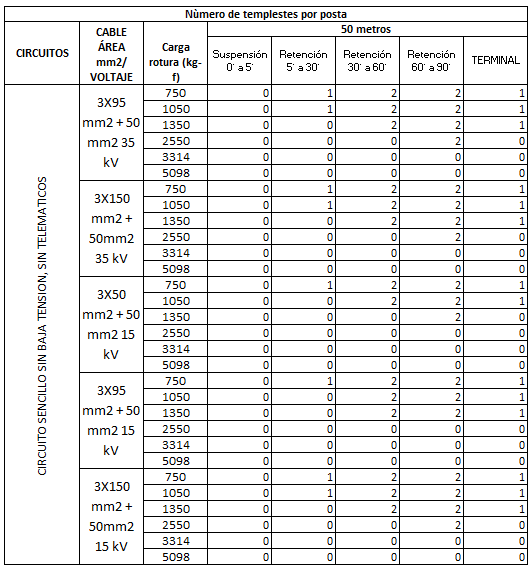 Nùmero de templestes por posta
CIRCUITOS
CABLE ÁREA mm2/ VOLTAJE
Carga rotura (kg-f)
50 metros
Suspensión 0° a 5° Retención 5° a 30° Retención 30° a 60° Retención 60° a 90° TERMINAL
CIRCUITO SENCILLO SIN BAJA TENSION, SIN TELEMATICOS
3X95 mm2 + 50 mm2 35 kV
750 0 1 2 2 1
1050 0 1 2 2 1
1350 0 0 2 2 1
2550 0 0 0 2 0
3314 0 0 0 0 0
5098 0 0 0 0 0
3X150 mm2 + 50mm2 35 kV
750 0 1 2 2 1
1050 0 1 2 2 1
1350 0 0 2 2 1
2550 0 0 0 2 0
3314 0 0 0 0 0
5098 0 0 0 0 0
3X50 mm2 + 50 mm2 15 kV
750 0 1 2 2 1
1050 0 0 2 2 1
1350 0 0 0 2 0
2550 0 0 0 0 0
3314 0 0 0 0 0
5098 0 0 0 0 0
3X95 mm2 + 50 mm2 15 kV
750 0 1 2 2 1
1050 0 0 2 2 1
1350 0 0 2 2 1
2550 0 0 0 0 0
3314 0 0 0 0 0
5098 0 0 0 0 0
3X150 mm2 + 50mm2 15 kV
750 0 1 2 2 1
1050 0 1 2 2 1
1350 0 0 2 2 1
2550 0 0 0 2 0
3314 0 0 0 0 0
5098 0 0 0 0 0